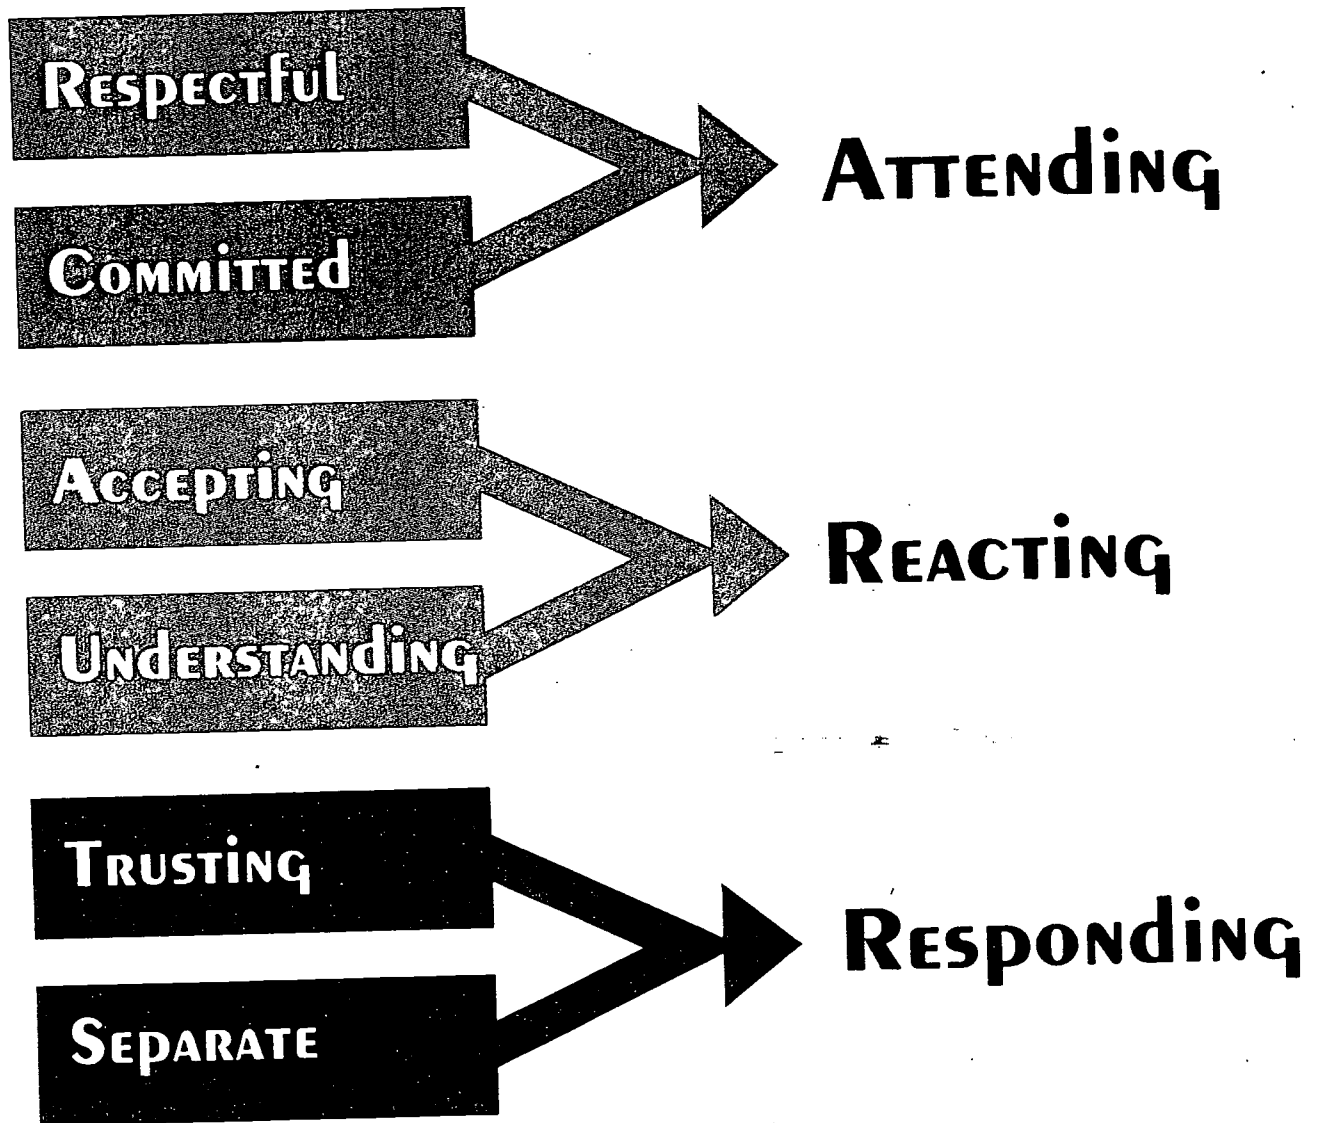 Respectful
Attending
Committed
Accepting
Reacting
Understanding
Trusting
Responding
Separate